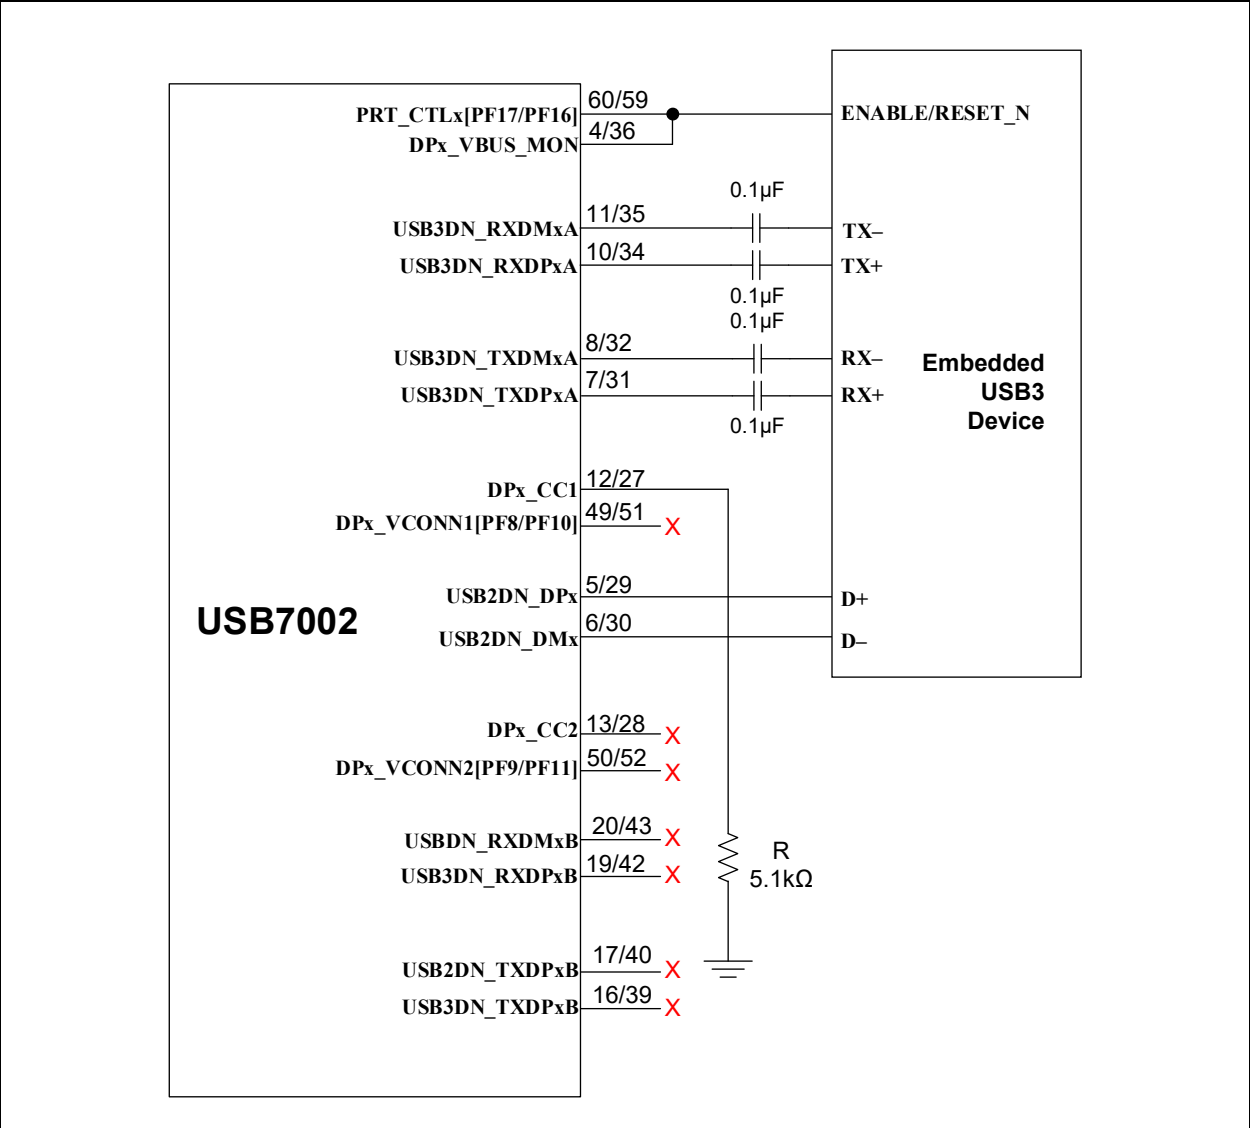 60/59
PRT_CTLx[PF17/PF16]
ENABLE/RESET_N
4/36
DPx_VBUS_MON
0.1µF
11/35
USB3DN_RXDMxA
TX–
10/34
USB3DN_RXDPxA
TX+
0.1µF
0.1µF
8/32
USB3DN_TXDMxA
RX–
7/31
USB3DN_TXDPxA
RX+
0.1µF
Embedded
USB3
Device
12/27
DPx_CC1
49/51
DPx_VCONN1[PF8/PF10]
X
5/29
USB2DN_DPx
D+
USB7002
6/30
USB2DN_DMx
D–
13/28
DPx_CC2
X
50/52
DPx_VCONN2[PF9/PF11]
X
20/43
USBDN_RXDMxB
X
19/42
USB3DN_RXDPxB
X
R
5.1kΩ
17/40
USB2DN_TXDPxB
X
16/39
USB3DN_TXDPxB
X